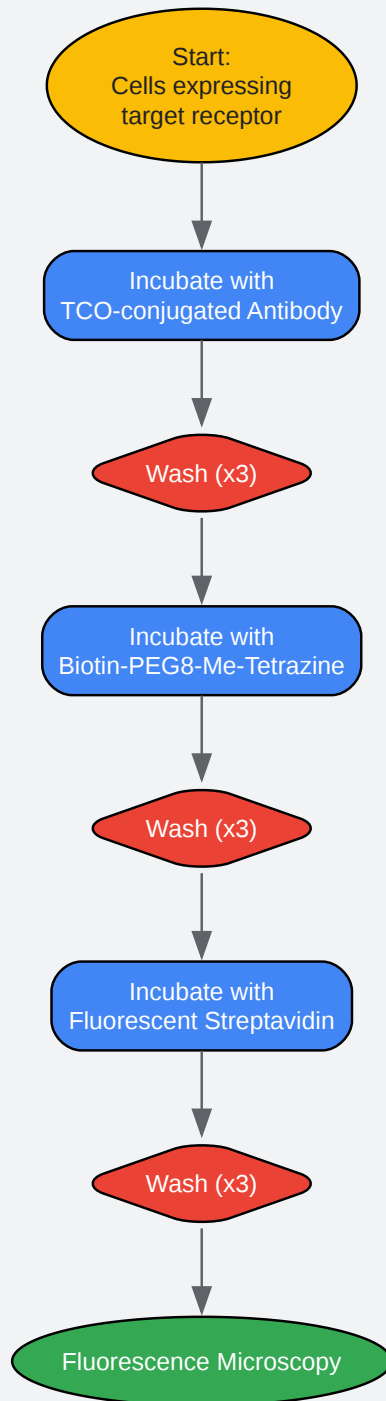 Start:
Cells expressing
target receptor
Incubate with
TCO-conjugated Antibody
Wash (x3)
Incubate with
Biotin-PEG8-Me-Tetrazine
Wash (x3)
Incubate with
Fluorescent Streptavidin
Wash (x3)
Fluorescence Microscopy